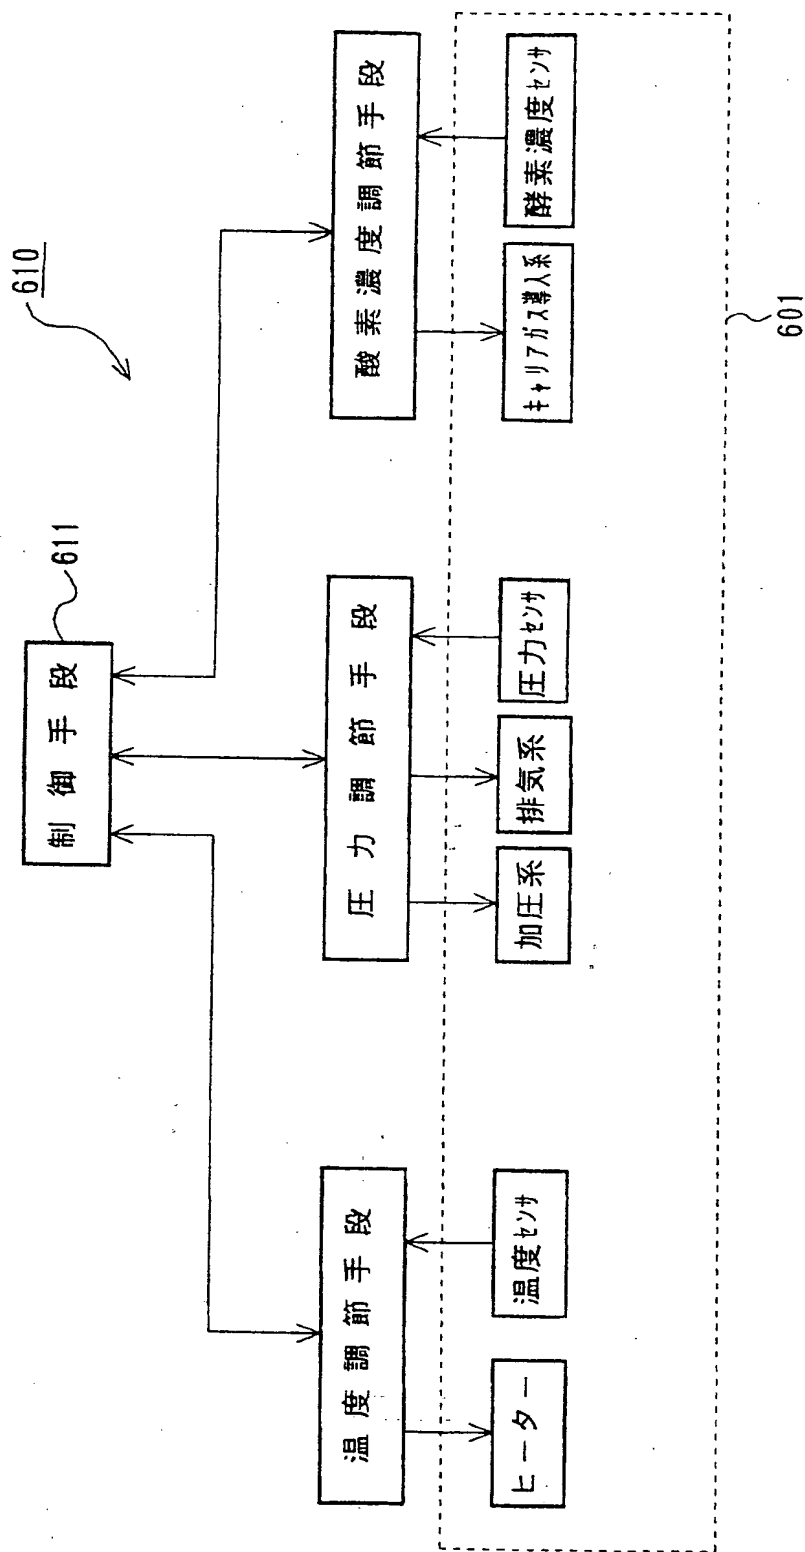 610
制御手段
611
温度調節手段
圧力調節手段
酸素濃度調節手段
ヒーター
温度センサ
加圧系
排気系
圧力センサ
キャリアガス導入系
酵素濃度センサ
601